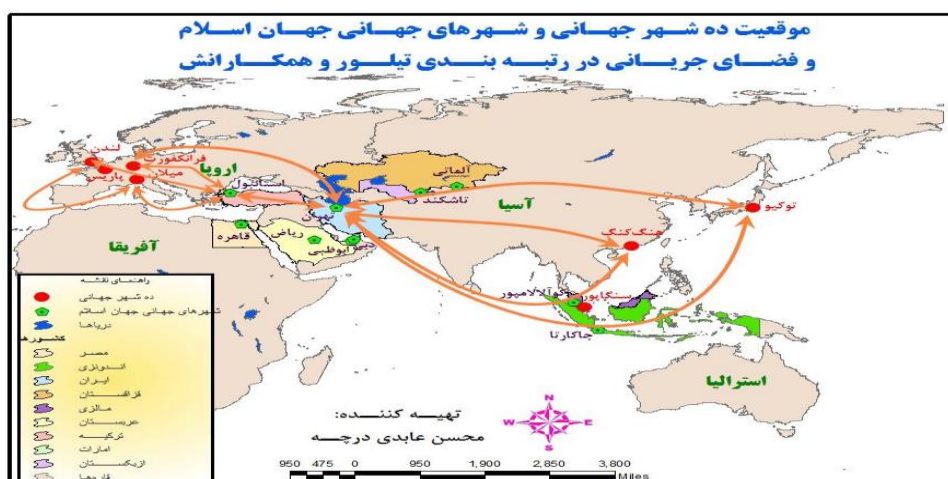 موقعیت ده شهر جهانی و شهرهای جهانی جهان اسلام
و فضای جریانی در رتبه بندی تیلور و همکارانش
لندن
فرانکفورت
اروپا
پاریس
میلان
استانبول
آلماتی
تاشکند
آسیا
تهران
توکیو
هنگ‌کنگ
قاهره
ریاض
دبی
ابوظبی
آفریقا
کوالالامپور
سنگاپور
جاکارتا
استرالیا
راهنمای نقشه
ده شهر جهانی
شهرهای جهانی جهان اسلام
دریاها
کشورها
مصر
اندونزی
ایران
قزاقستان
مالزی
عربستان
ترکیه
امارات
ازبکستان
قاره‌ها
تهیه کننده:
محسن عابدی درچه
N
W E
S
950 475 0 950 1,900 2,850 3,800
Miles